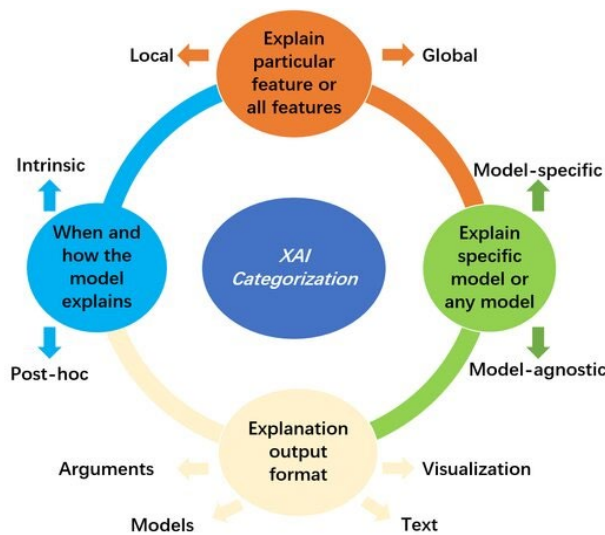 Explain
particular
feature or
all features
Local
Global
Intrinsic
Model-specific
When and
how the
model
explains
XAI
Categorization
Explain
specific
model or
any model
Post-hoc
Model-agnostic
Explanation
output
format
Arguments
Visualization
Models
Text